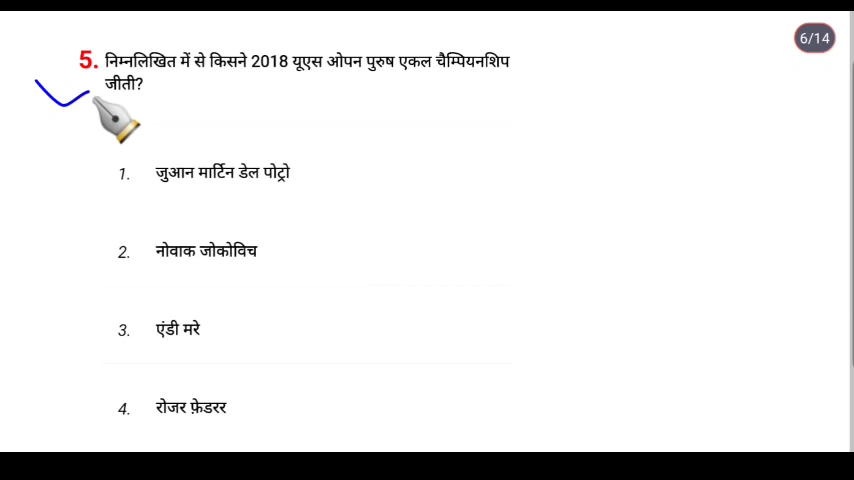 6/14
5. निम्नलिखित में से किसने 2018 यूएस ओपन पुरुष एकल चैम्पियनशिप
जीती?
1. जुआन मार्टिन डेल पोट्रो
2. नोवाक जोकोविच
3. एंडी मरे
4. रोजर फ़ेडरर